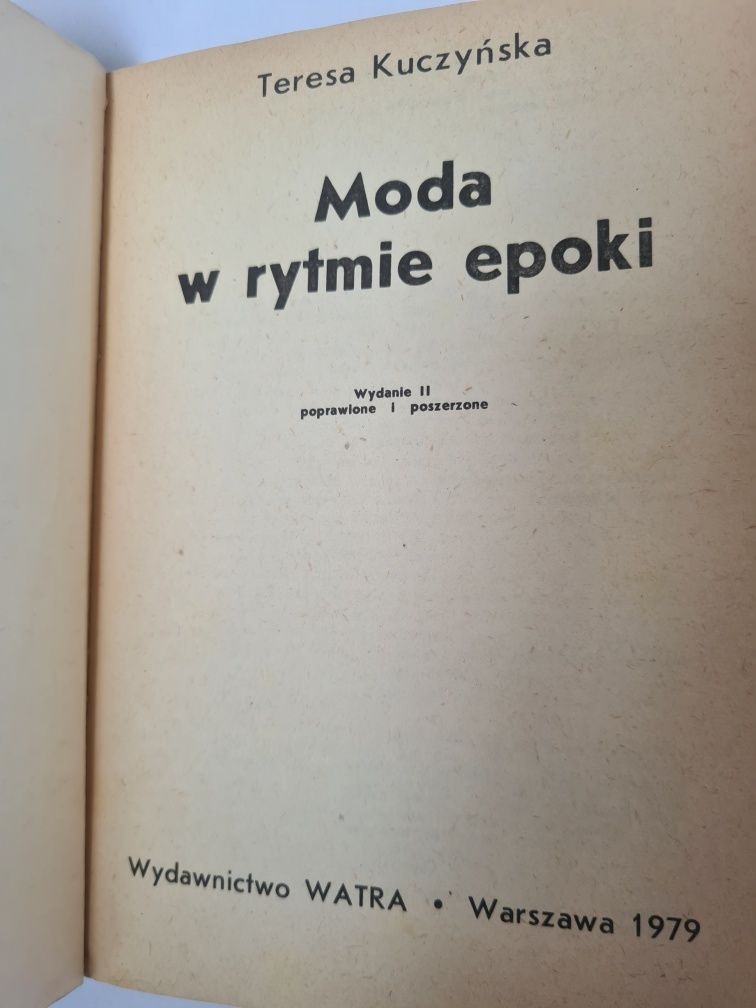 Teresa Kuczyńska
Moda
w rytmie epoki
Wydanie II
poprawione i poszerzone
Wydawnictwo WATRA • Warszawa 1979